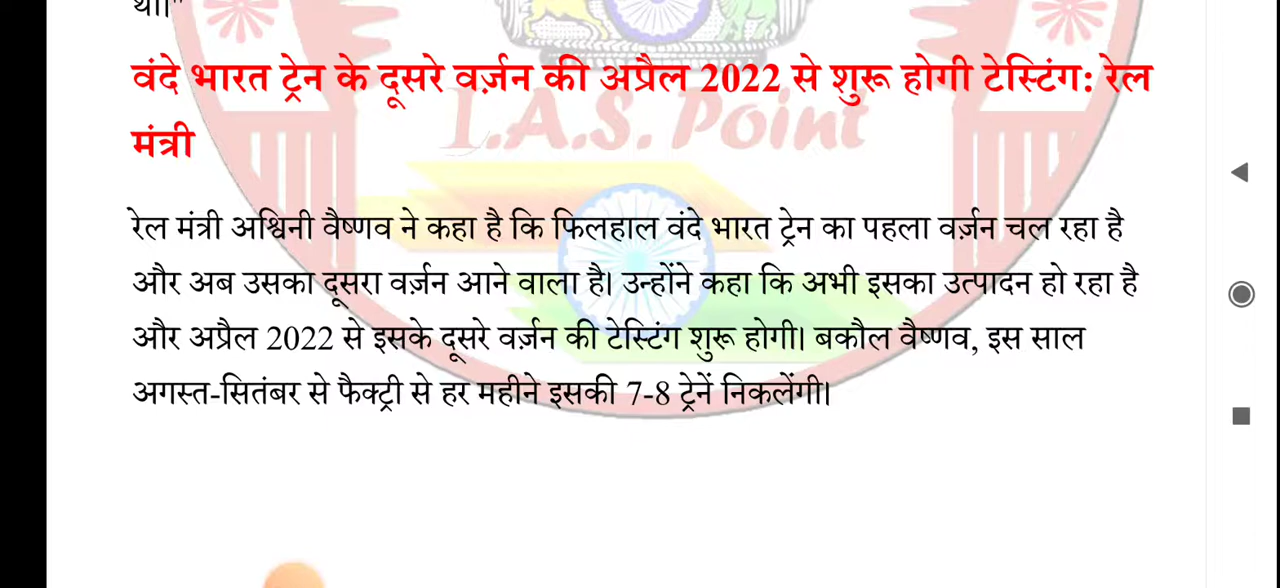 था।"
वंदे भारत ट्रेन के दूसरे वर्ज़न की अप्रैल 2022 से शुरू होगी टेस्टिंग: रेल
मंत्री
I.A.S. Point
रेल मंत्री अश्विनी वैष्णव ने कहा है कि फिलहाल वंदे भारत ट्रेन का पहला वर्ज़न चल रहा है
और अब उसका दूसरा वर्ज़न आने वाला है। उन्होंने कहा कि अभी इसका उत्पादन हो रहा है
और अप्रैल 2022 से इसके दूसरे वर्ज़न की टेस्टिंग शुरू होगी। बकौल वैष्णव, इस साल
अगस्त-सितंबर से फैक्ट्री से हर महीने इसकी 7-8 ट्रेनें निकलेंगी।